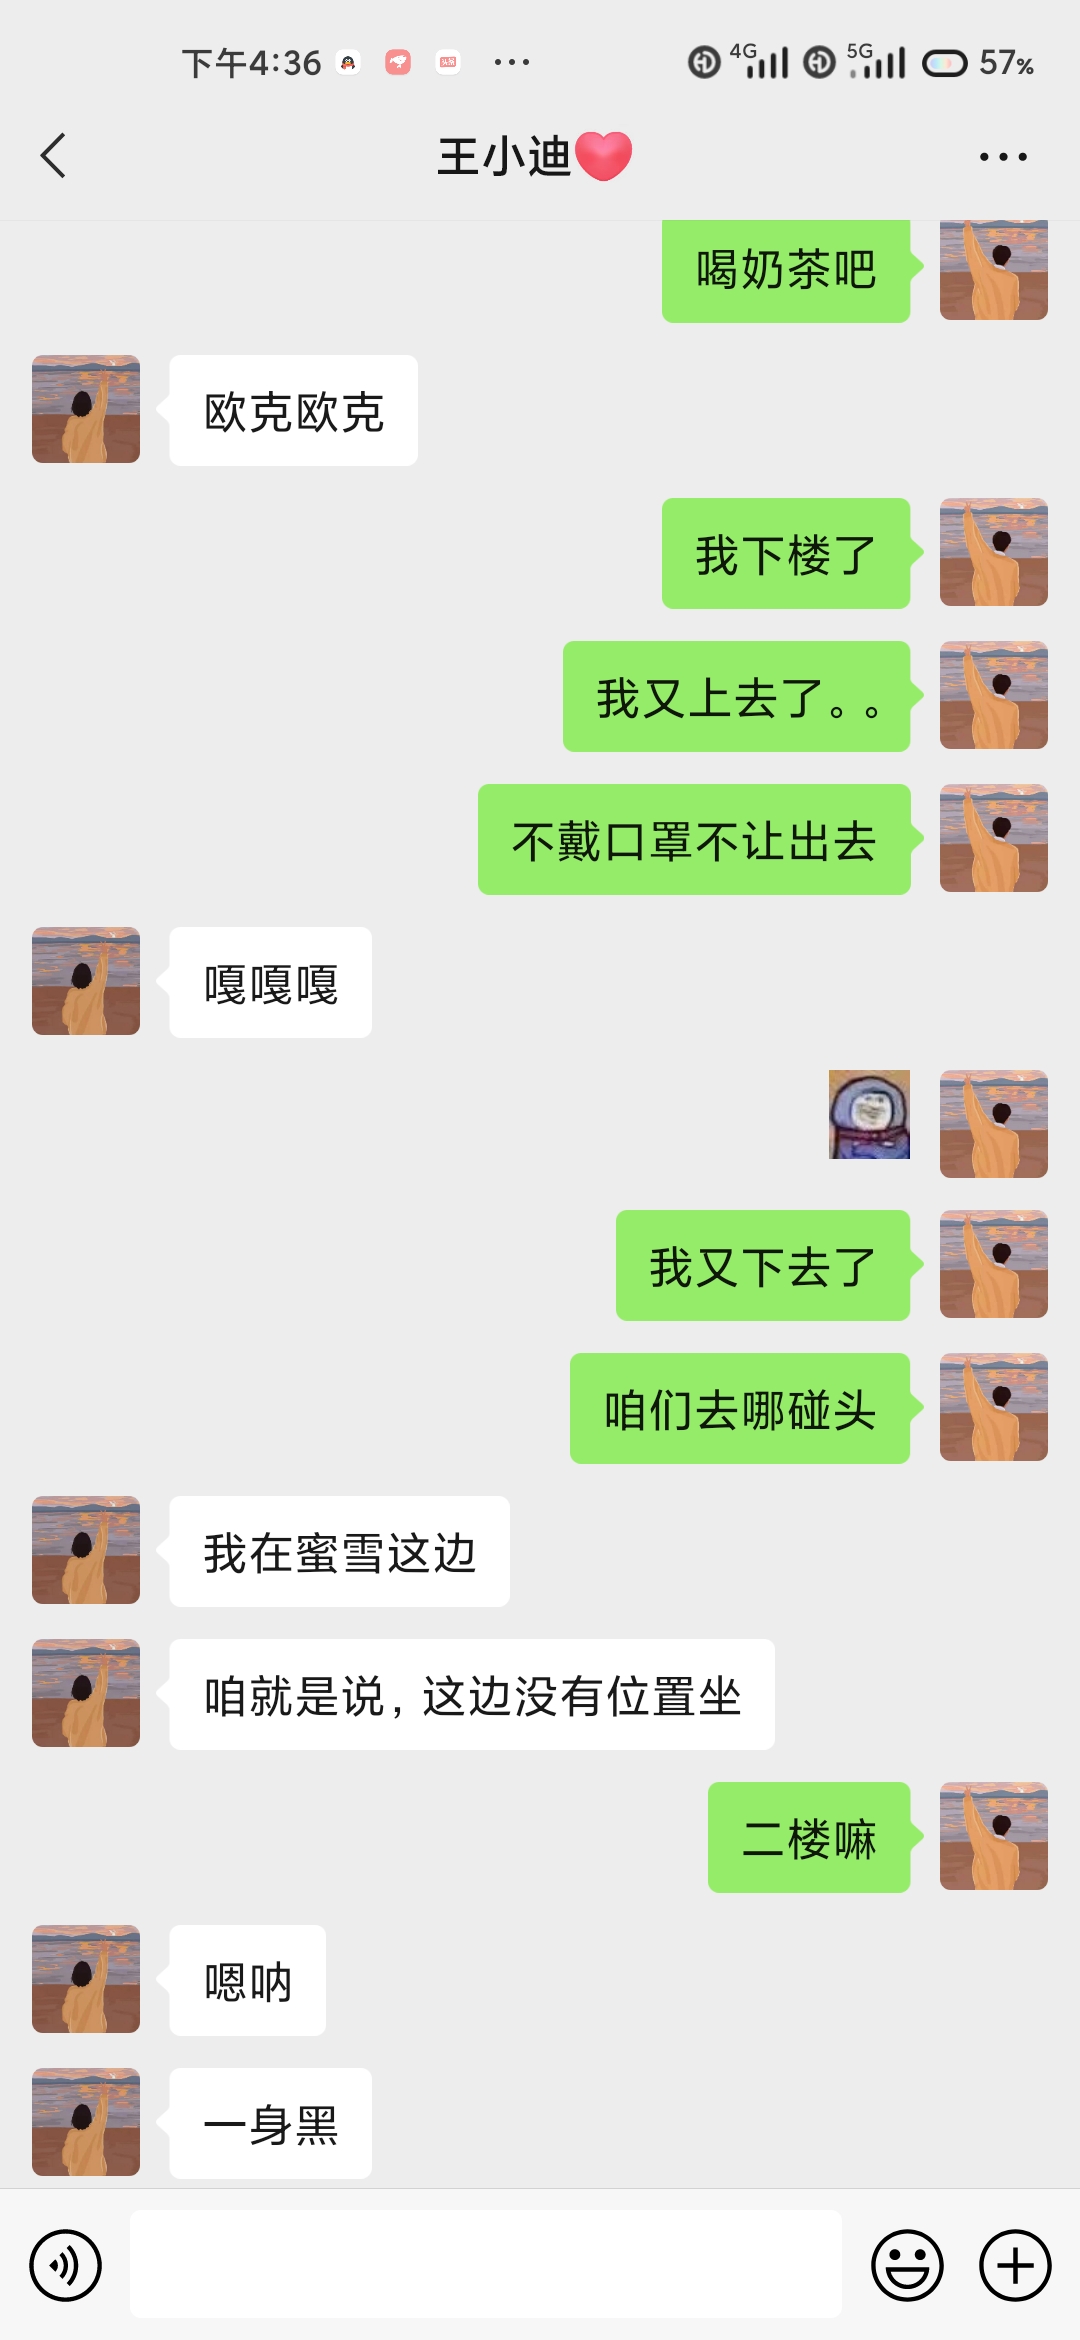 下午4:36
4G
5G
57%
王小迪
喝奶茶吧
欧克欧克
我下楼了
我又上去了。。
不戴口罩不让出去
嘎嘎嘎
我又下去了
咱们去哪碰头
我在蜜雪这边
咱就是说，这边没有位置坐
二楼嘛
嗯呐
一身黑